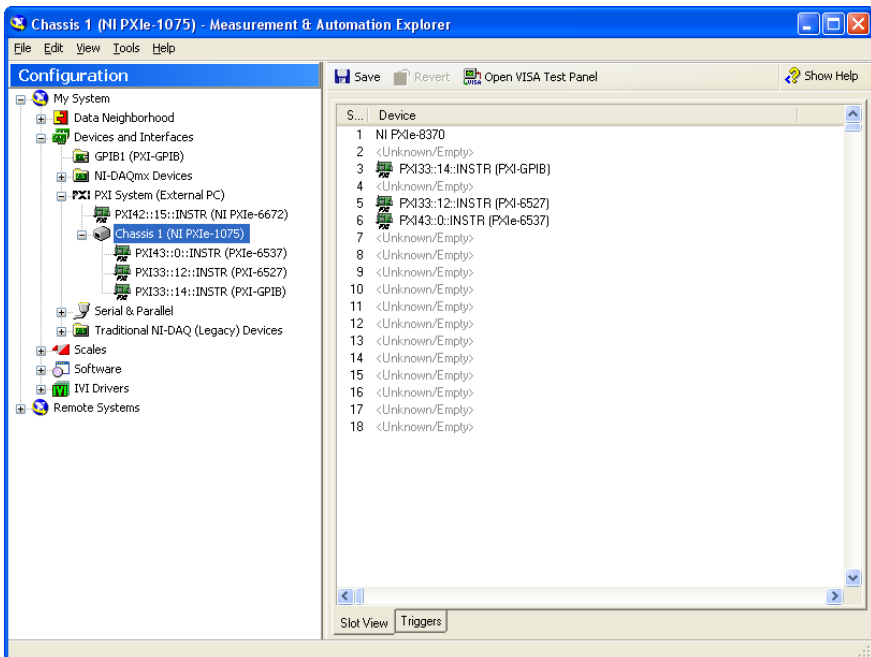 Chassis 1 (NI PXIe-1075) - Measurement & Automation Explorer
File Edit View Tools Help
Configuration
My System
Data Neighborhood
Devices and Interfaces
GPIB1 (PXI-GPIB)
NI-DAQmx Devices
PXI PXI System (External PC)
PXI42::15::INSTR (NI PXIe-6672)
Chassis 1 (NI PXIe-1075)
PXI43::0::INSTR (PXIe-6537)
PXI33::12::INSTR (PXI-6527)
PXI33::14::INSTR (PXI-GPIB)
Serial & Parallel
Traditional NI-DAQ (Legacy) Devices
Scales
Software
IVI Drivers
Remote Systems
Save Revert Open VISA Test Panel Show Help
S... Device
1 NI PXIe-8370
2 <Unknown/Empty>
3 PXI33::14::INSTR (PXI-GPIB)
4 <Unknown/Empty>
5 PXI33::12::INSTR (PXI-6527)
6 PXI43::0::INSTR (PXIe-6537)
7 <Unknown/Empty>
8 <Unknown/Empty>
9 <Unknown/Empty>
10 <Unknown/Empty>
11 <Unknown/Empty>
12 <Unknown/Empty>
13 <Unknown/Empty>
14 <Unknown/Empty>
15 <Unknown/Empty>
16 <Unknown/Empty>
17 <Unknown/Empty>
18 <Unknown/Empty>
Slot View Triggers